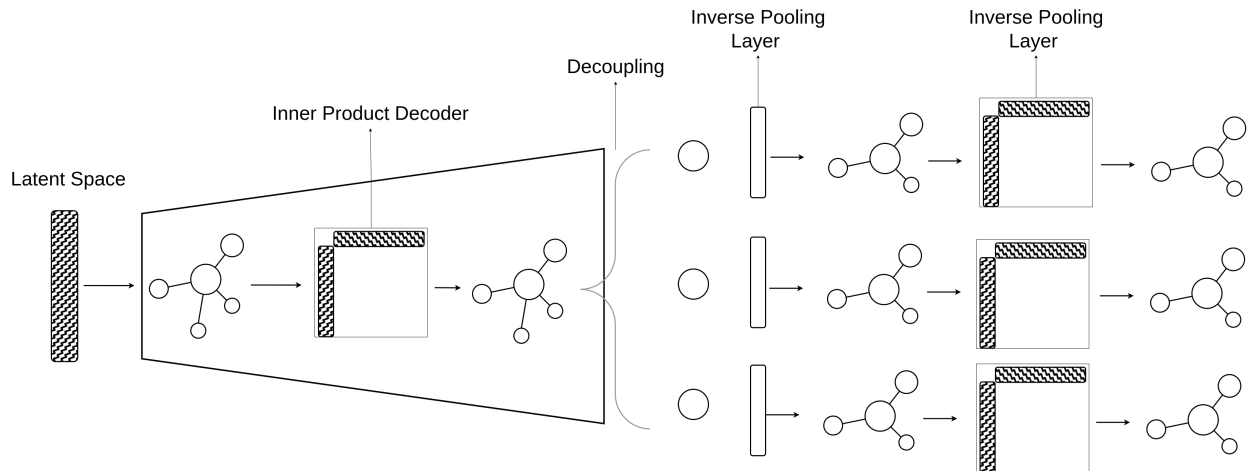 Latent Space
Inner Product Decoder
Decoupling
Inverse Pooling
Layer
Inverse Pooling
Layer